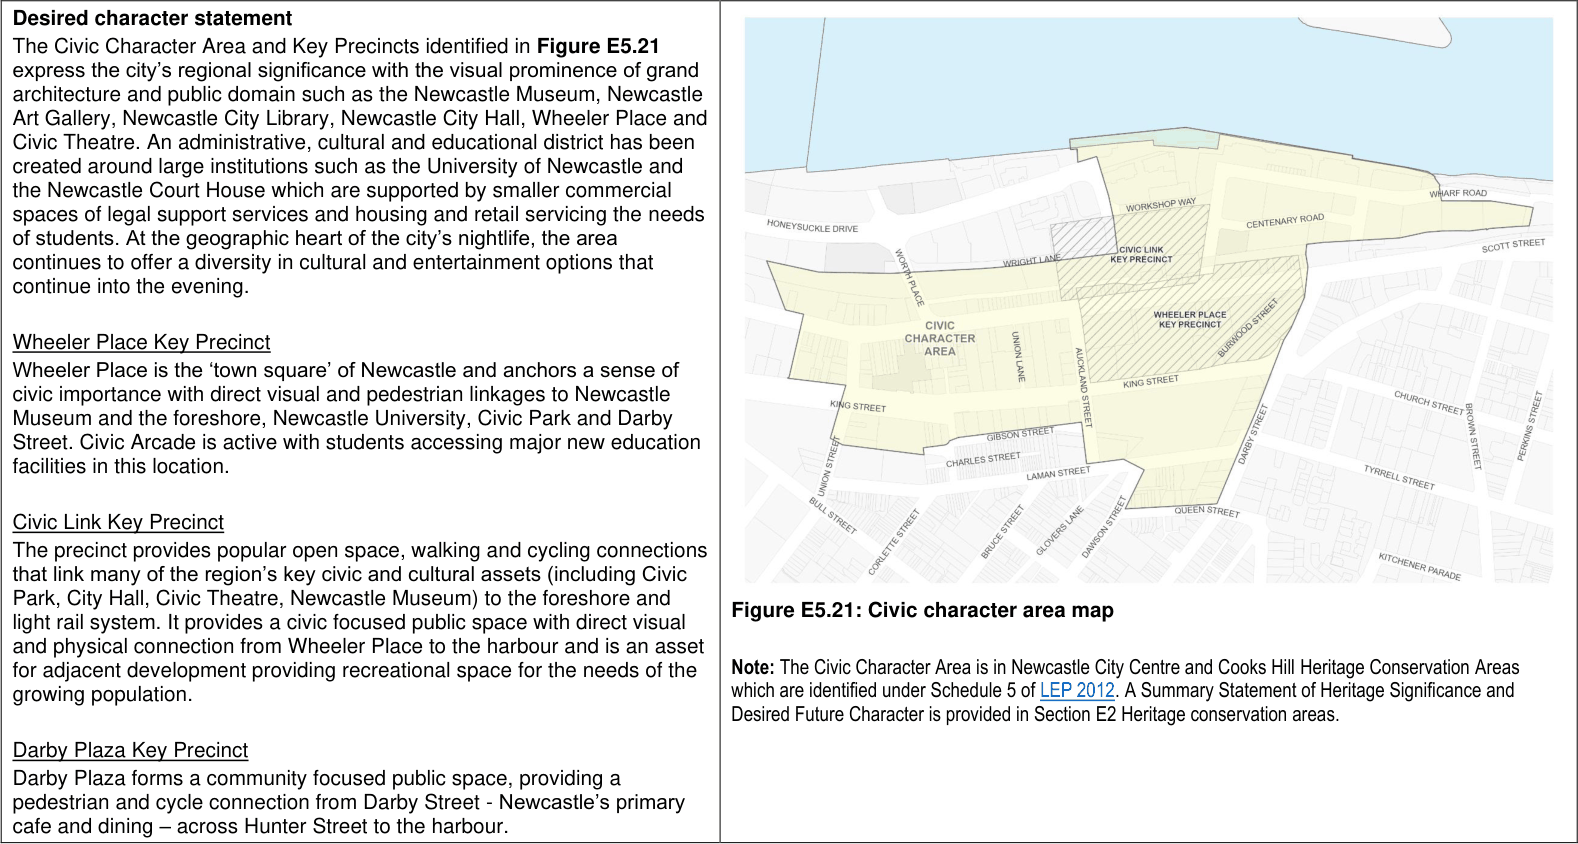 Desired character statement
The Civic Character Area and Key Precincts identified in Figure E5.21
express the city’s regional significance with the visual prominence of grand
architecture and public domain such as the Newcastle Museum, Newcastle
Art Gallery, Newcastle City Library, Newcastle City Hall, Wheeler Place and
Civic Theatre. An administrative, cultural and educational district has been
created around large institutions such as the University of Newcastle and
the Newcastle Court House which are supported by smaller commercial
spaces of legal support services and housing and retail servicing the needs
of students. At the geographic heart of the city’s nightlife, the area
continues to offer a diversity in cultural and entertainment options that
continue into the evening.
Wheeler Place Key Precinct
Wheeler Place is the ‘town square’ of Newcastle and anchors a sense of
civic importance with direct visual and pedestrian linkages to Newcastle
Museum and the foreshore, Newcastle University, Civic Park and Darby
Street. Civic Arcade is active with students accessing major new education
facilities in this location.
Civic Link Key Precinct
The precinct provides popular open space, walking and cycling connections
that link many of the region’s key civic and cultural assets (including Civic
Park, City Hall, Civic Theatre, Newcastle Museum) to the foreshore and
light rail system. It provides a civic focused public space with direct visual
and physical connection from Wheeler Place to the harbour and is an asset
for adjacent development providing recreational space for the needs of the
growing population.
Darby Plaza Key Precinct
Darby Plaza forms a community focused public space, providing a
pedestrian and cycle connection from Darby Street - Newcastle’s primary
cafe and dining – across Hunter Street to the harbour.
WHARF ROAD
WORKSHOP WAY
CENTENARY ROAD
HONEYSUCKLE DRIVE
SCOTT STREET
CIVIC LINK
KEY PRECINCT
WRIGHT LANE
WORTH PLACE
WHEELER PLACE
KEY PRECINCT
BURWOOD STREET
CIVIC
CHARACTER
AREA
UNION LANE
AUCKLAND STREET
KING STREET
KING STREET
CHURCH STREET
BROWN STREET
PERKINS STREET
DARBY STREET
GIBSON STREET
CHARLES STREET
UNION STREET
LAMAN STREET
TYRRELL STREET
BULL STREET
CORLETTE STREET
BRUCE STREET
GLOVERS LANE
DAWSON STREET
QUEEN STREET
KITCHENER PARADE
Figure E5.21: Civic character area map
Note: The Civic Character Area is in Newcastle City Centre and Cooks Hill Heritage Conservation Areas
which are identified under Schedule 5 of LEP 2012. A Summary Statement of Heritage Significance and
Desired Future Character is provided in Section E2 Heritage conservation areas.